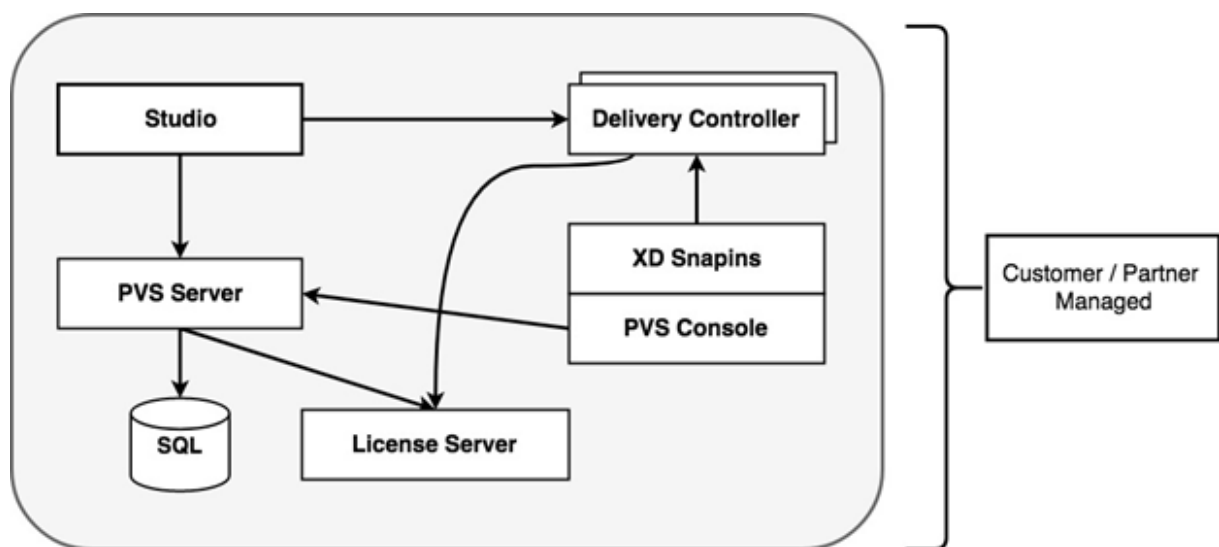 Studio
Delivery Controller
XD Snapins
PVS Server
PVS Console
SQL
License Server
Customer / Partner
Managed